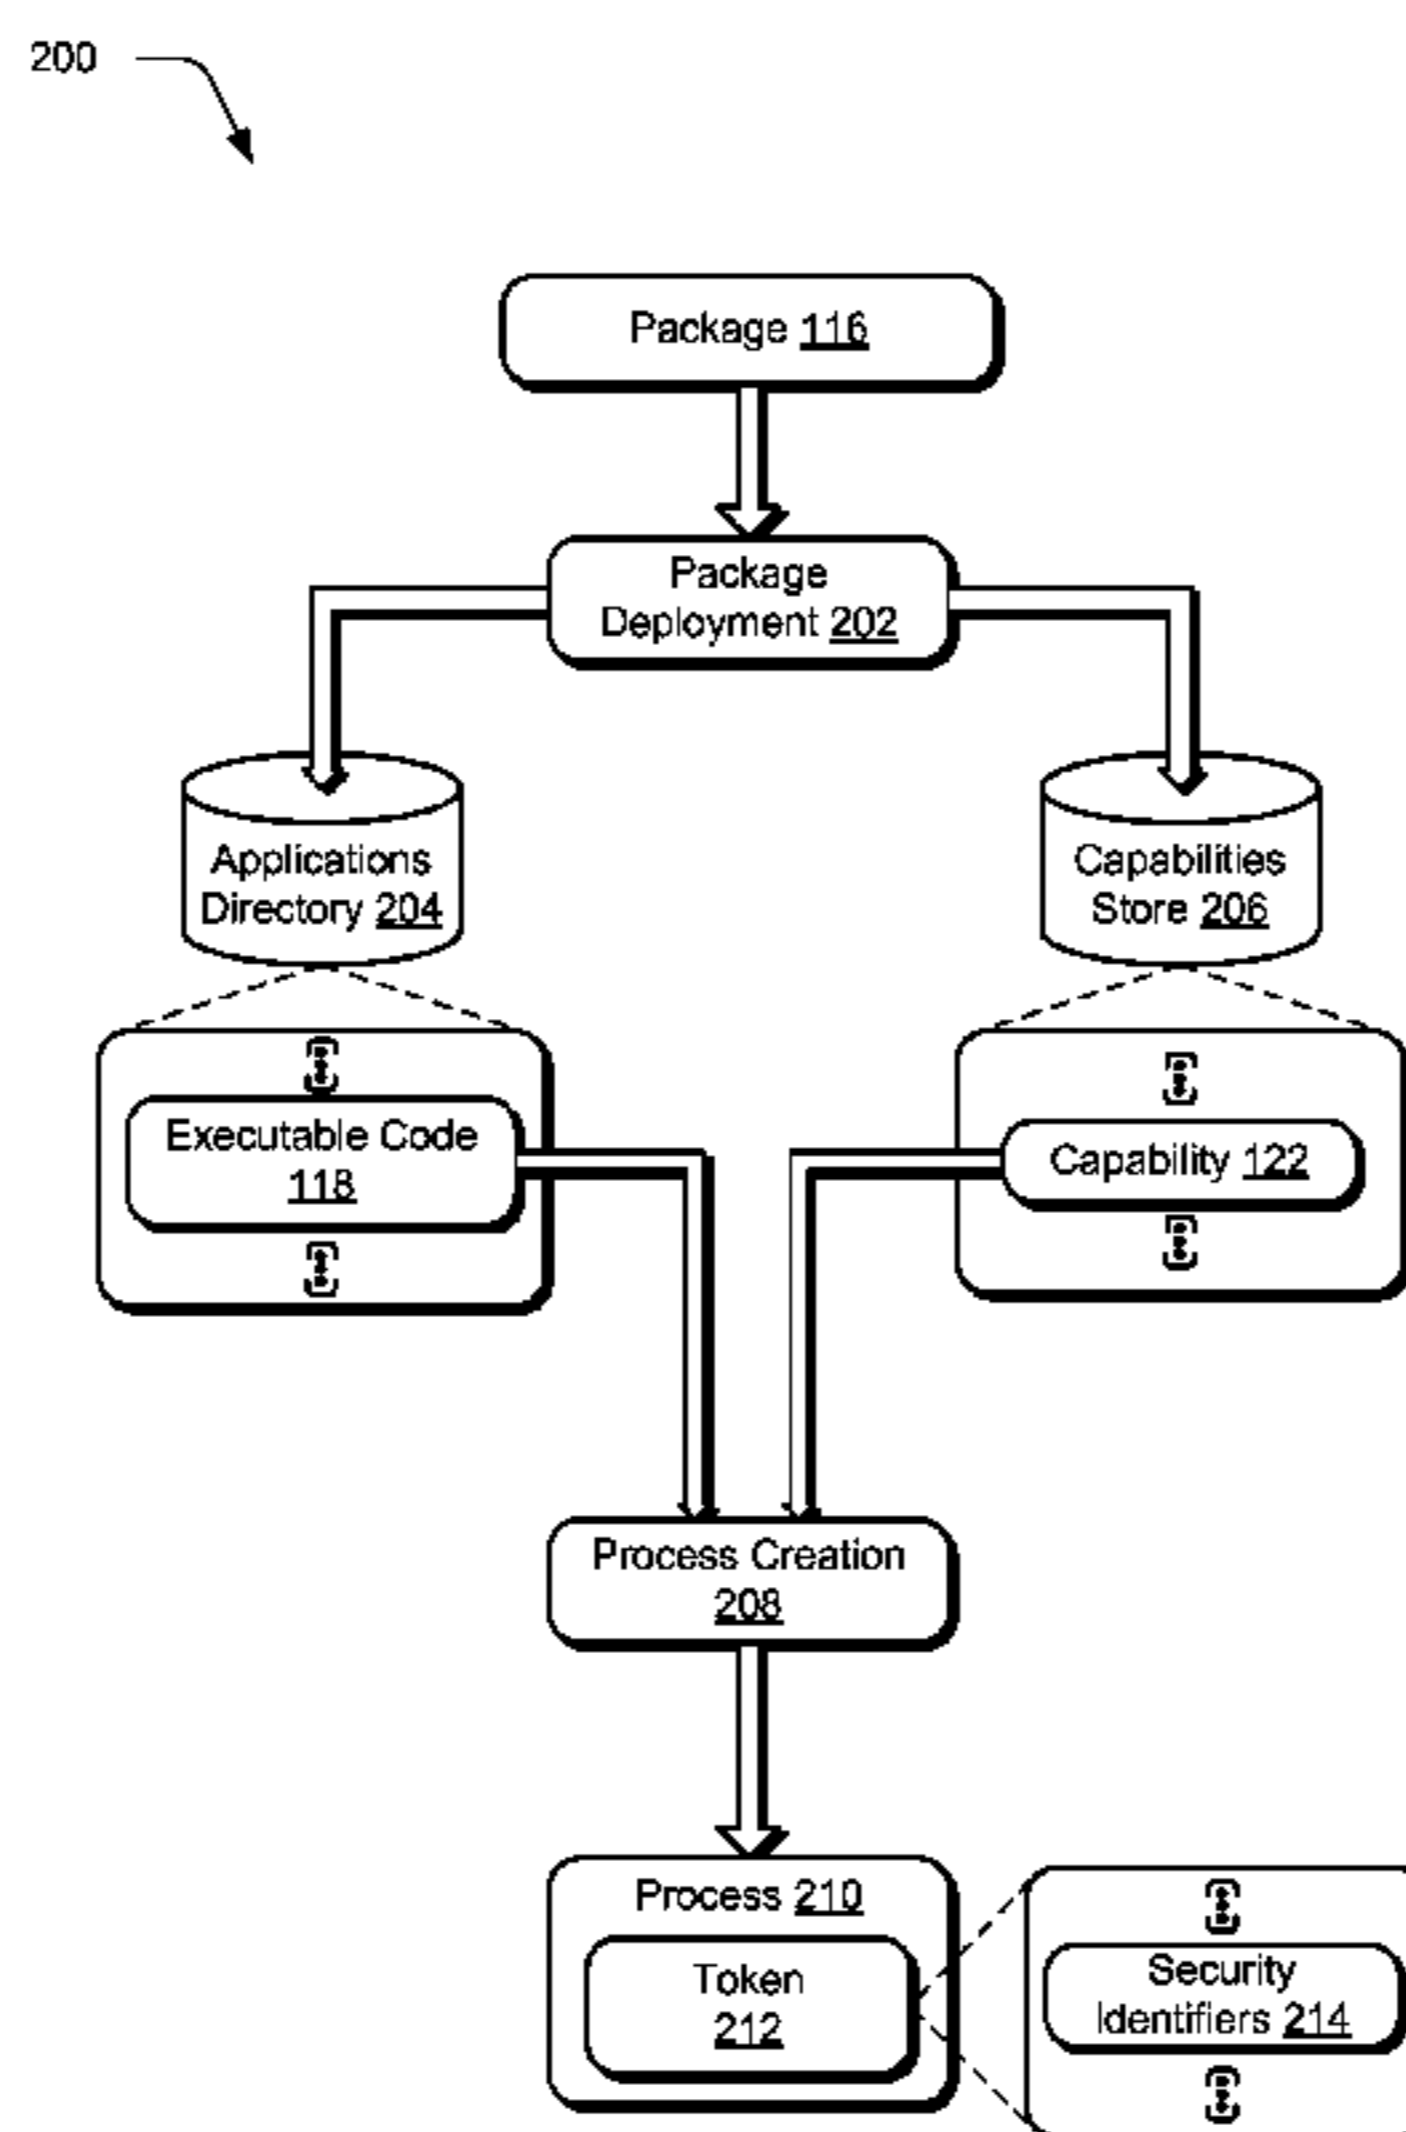 200
Package 116
Package
Deployment 202
Applications
Directory 204
Capabilities
Store 206
Executable Code
118
Capability 122
Process Creation
208
Process 210
Token
212
Security
Identifiers 214